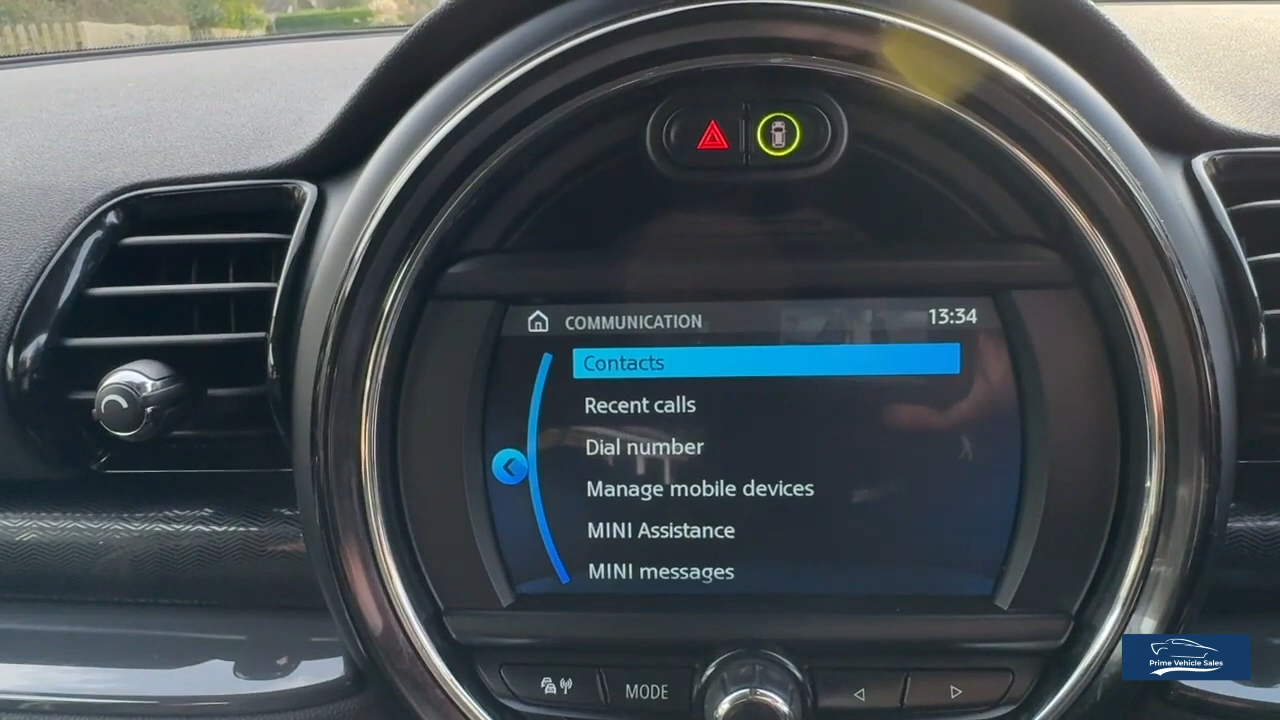 COMMUNICATION 13:34
Contacts
Recent calls
Dial number
Manage mobile devices
MINI Assistance
MINI messages
MODE
Prime Vehicle Sales